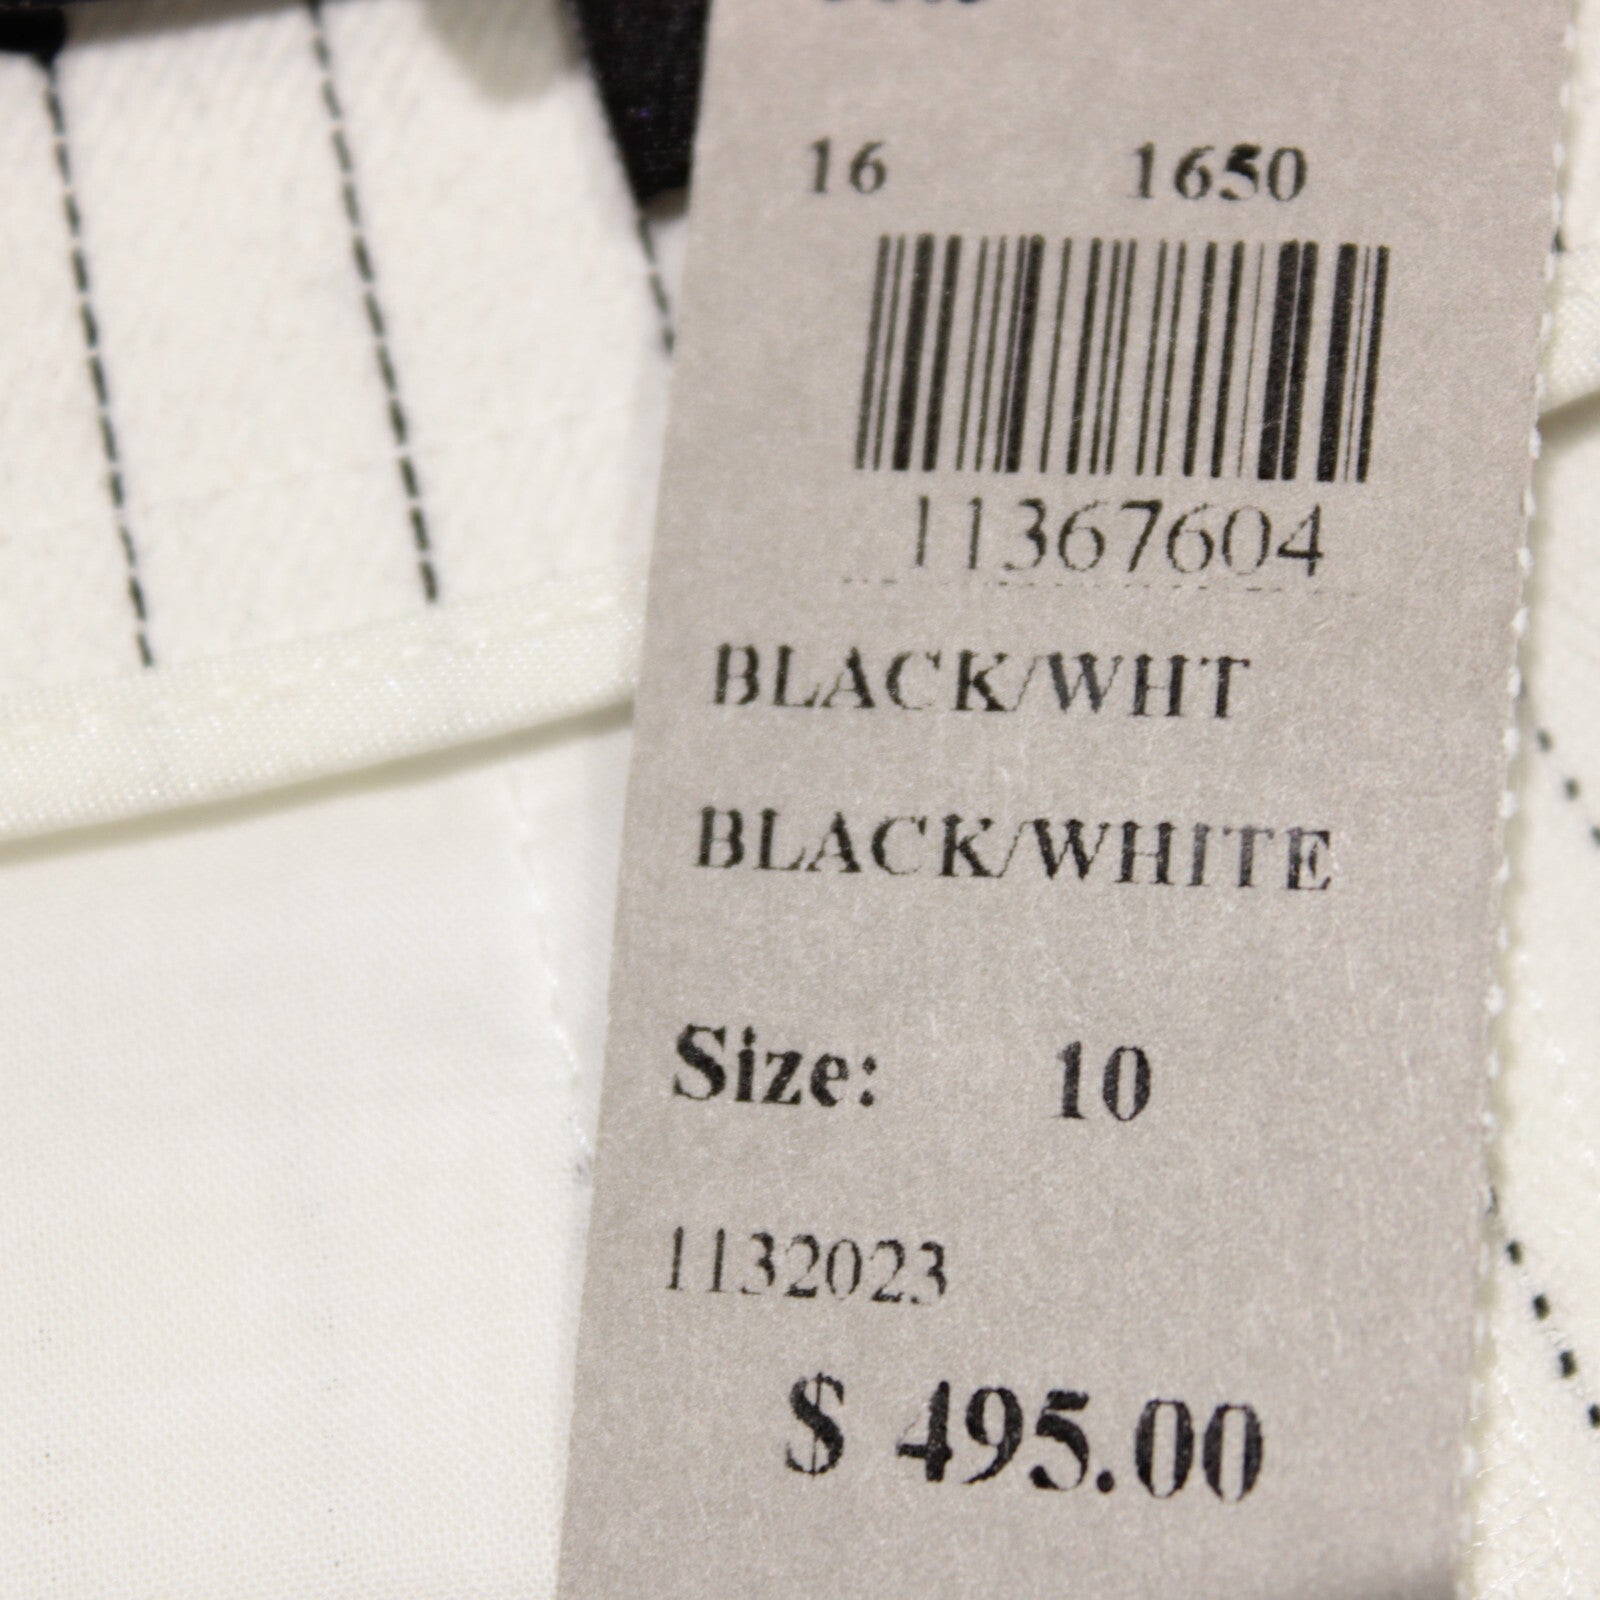 16 1650
11367604
BLACK/WHT
BLACK/WHITE
Size: 10
1132023
$ 495.00